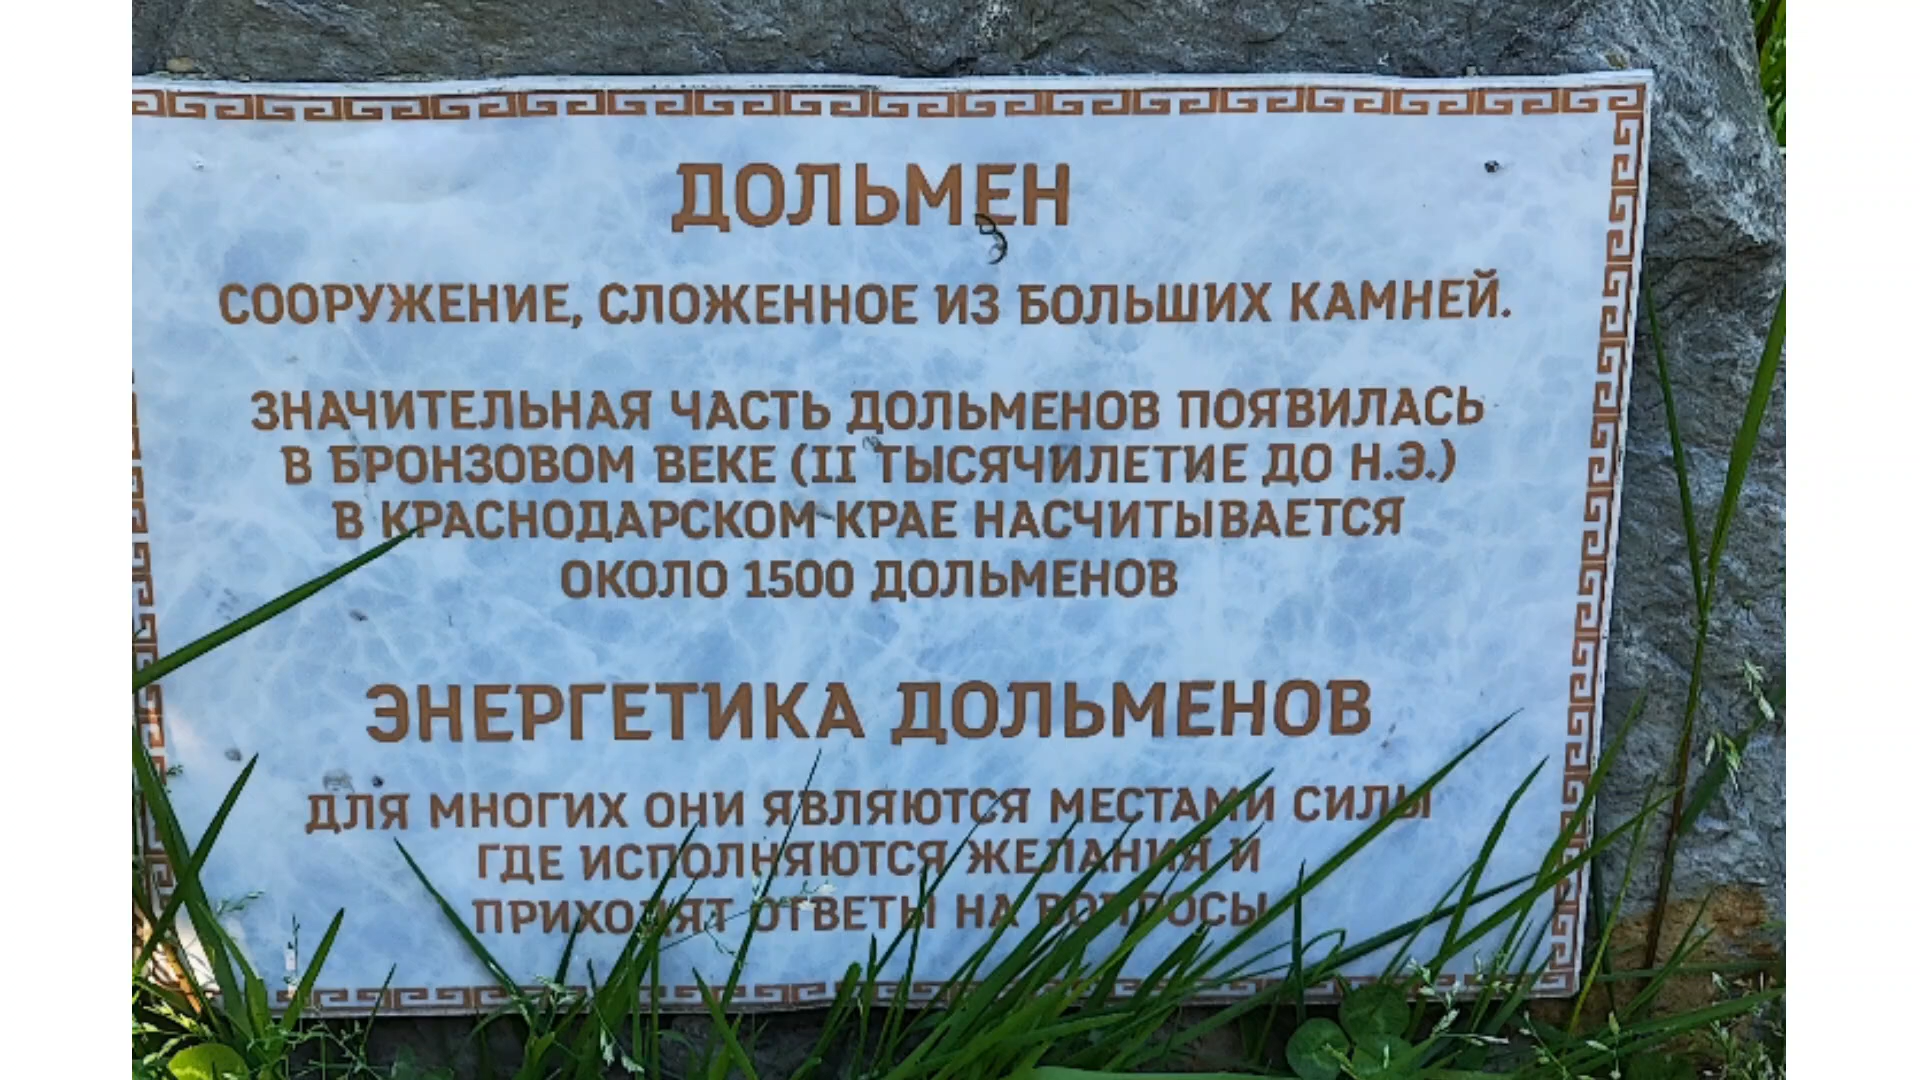 ДОЛЬМЕН
СООРУЖЕНИЕ, СЛОЖЕННОЕ ИЗ БОЛЬШИХ КАМНЕЙ.
ЗНАЧИТЕЛЬНАЯ ЧАСТЬ ДОЛЬМЕНОВ ПОЯВИЛАСЬ
В БРОНЗОВОМ ВЕКЕ (II ТЫСЯЧИЛЕТИЕ ДО Н.Э.)
В КРАСНОДАРСКОМ КРАЕ НАСЧИТЫВАЕТСЯ
ОКОЛО 1500 ДОЛЬМЕНОВ
ЭНЕРГЕТИКА ДОЛЬМЕНОВ
ДЛЯ МНОГИХ ОНИ ЯВЛЯЮТСЯ МЕСТАМИ СИЛЫ
ГДЕ ИСПОЛНЯЮТСЯ ЖЕЛАНИЯ И
ПРИХОДЯТ ОТВЕТЫ НА ВОПРОСЫ